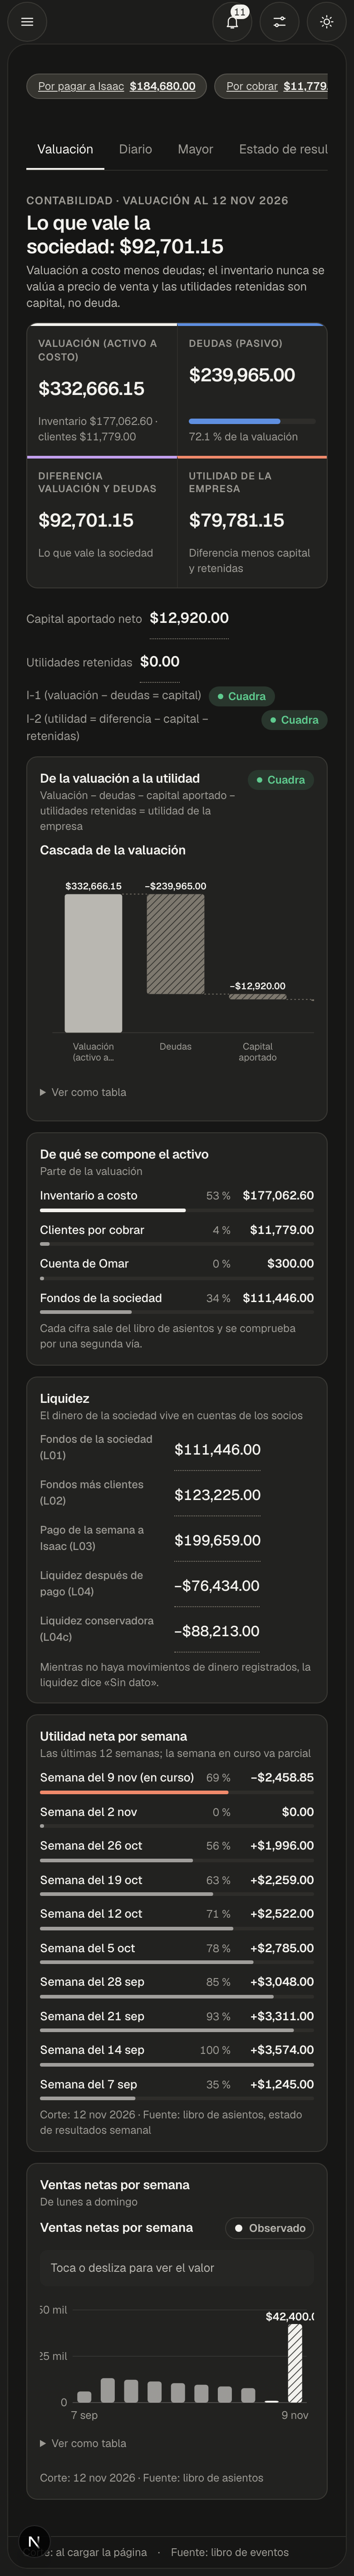 11
Por pagar a Isaac $184,680.00 Por cobrar $11,779.
Valuación Diario Mayor Estado de resul
CONTABILIDAD · VALUACIÓN AL 12 NOV 2026
Lo que vale la
sociedad: $92,701.15
Valuación a costo menos deudas; el inventario nunca se
valúa a precio de venta y las utilidades retenidas son
capital, no deuda.
VALUACIÓN (ACTIVO A
COSTO)
$332,666.15
Inventario $177,062.60 ·
clientes $11,779.00
DEUDAS (PASIVO)
$239,965.00
72.1 % de la valuación
DIFERENCIA
VALUACIÓN Y DEUDAS
$92,701.15
Lo que vale la sociedad
UTILIDAD DE LA
EMPRESA
$79,781.15
Diferencia menos capital
y retenidas
Capital aportado neto $12,920.00
Utilidades retenidas $0.00
I-1 (valuación − deudas = capital) Cuadra
I-2 (utilidad = diferencia − capital − Cuadra
retenidas)
De la valuación a la utilidad Cuadra
Valuación − deudas − capital aportado −
utilidades retenidas = utilidad de la
empresa
Cascada de la valuación
$332,666.15 −$239,965.00
−$12,920.00
Valuación Deudas Capital
(activo a... aportado
Ver como tabla
De qué se compone el activo
Parte de la valuación
Inventario a costo 53 % $177,062.60
Clientes por cobrar 4 % $11,779.00
Cuenta de Omar 0 % $300.00
Fondos de la sociedad 34 % $111,446.00
Cada cifra sale del libro de asientos y se comprueba
por una segunda vía.
Liquidez
El dinero de la sociedad vive en cuentas de los socios
Fondos de la sociedad
(L01) $111,446.00
Fondos más clientes
(L02) $123,225.00
Pago de la semana a
Isaac (L03) $199,659.00
Liquidez después de
pago (L04) −$76,434.00
Liquidez conservadora
(L04c) −$88,213.00
Mientras no haya movimientos de dinero registrados, la
liquidez dice «Sin dato».
Utilidad neta por semana
Las últimas 12 semanas; la semana en curso va parcial
Semana del 9 nov (en curso) 69 % −$2,458.85
Semana del 2 nov 0 % $0.00
Semana del 26 oct 56 % +$1,996.00
Semana del 19 oct 63 % +$2,259.00
Semana del 12 oct 71 % +$2,522.00
Semana del 5 oct 78 % +$2,785.00
Semana del 28 sep 85 % +$3,048.00
Semana del 21 sep 93 % +$3,311.00
Semana del 14 sep 100 % +$3,574.00
Semana del 7 sep 35 % +$1,245.00
Corte: 12 nov 2026 · Fuente: libro de asientos, estado
de resultados semanal
Ventas netas por semana
De lunes a domingo
Ventas netas por semana Observado
Toca o desliza para ver el valor
50 mil $42,400.0
25 mil
0
7 sep 9 nov
Ver como tabla
Corte: 12 nov 2026 · Fuente: libro de asientos
N
al cargar la página · Fuente: libro de eventos